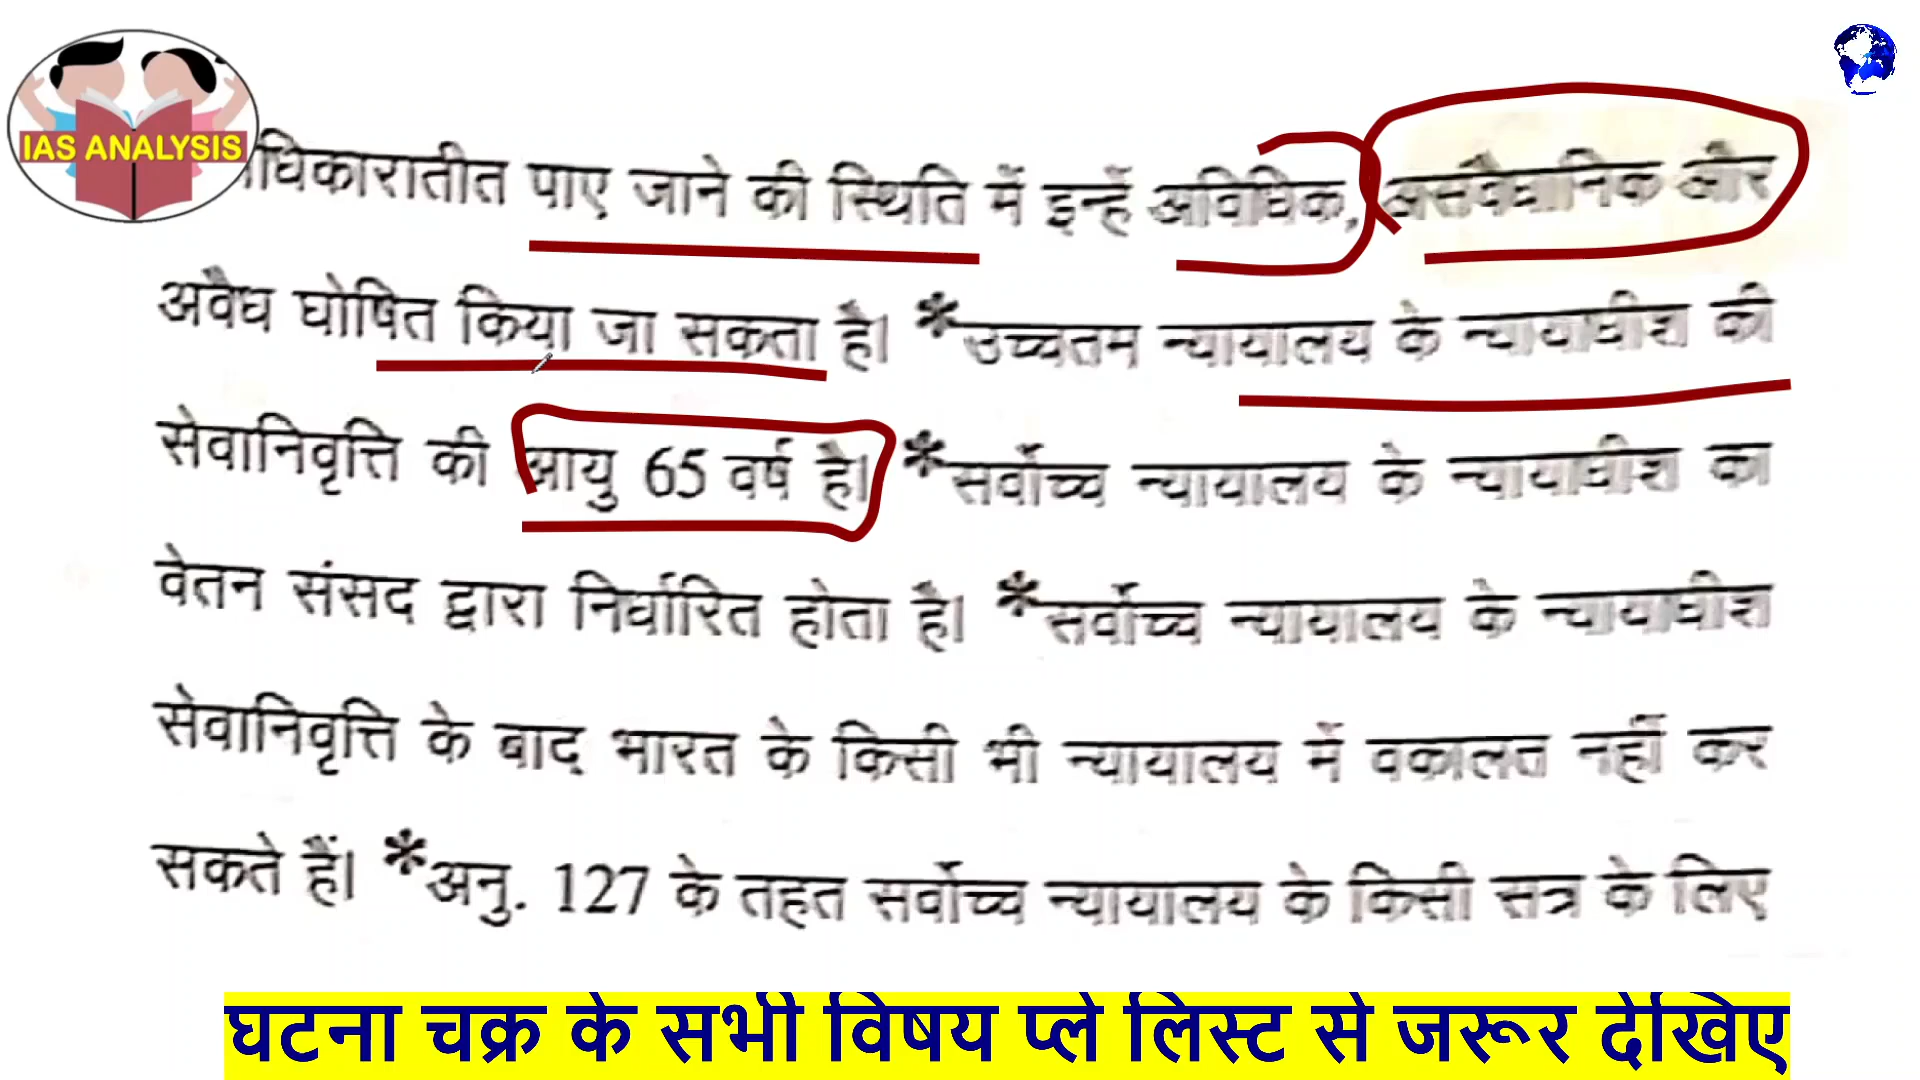 IAS ANALYSIS
धिकारातीत पाए जाने की स्थिति में इन्हें अविधिक, असंवैधानिक और
अवैध घोषित किया जा सकता है। *उच्चतम न्यायालय के न्यायाधीश की
सेवानिवृत्ति की आयु 65 वर्ष है। *सर्वोच्च न्यायालय के न्यायाधीश का
वेतन संसद द्वारा निर्धारित होता है। *सर्वोच्च न्यायालय के न्यायाधीश
सेवानिवृत्ति के बाद भारत के किसी भी न्यायालय में वकालत नहीं कर
सकते हैं। *अनु. 127 के तहत सर्वोच्च न्यायालय के किसी सत्र के लिए
घटना चक्र के सभी विषय प्ले लिस्ट से जरूर देखिए